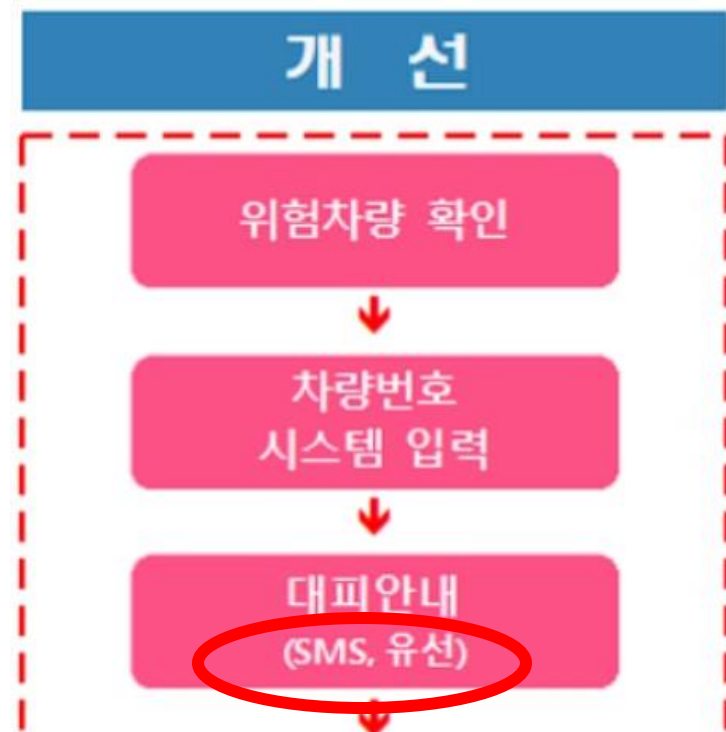 개 선
위험차량 확인
차량번호
시스템 입력
대피안내
(SMS, 유선)